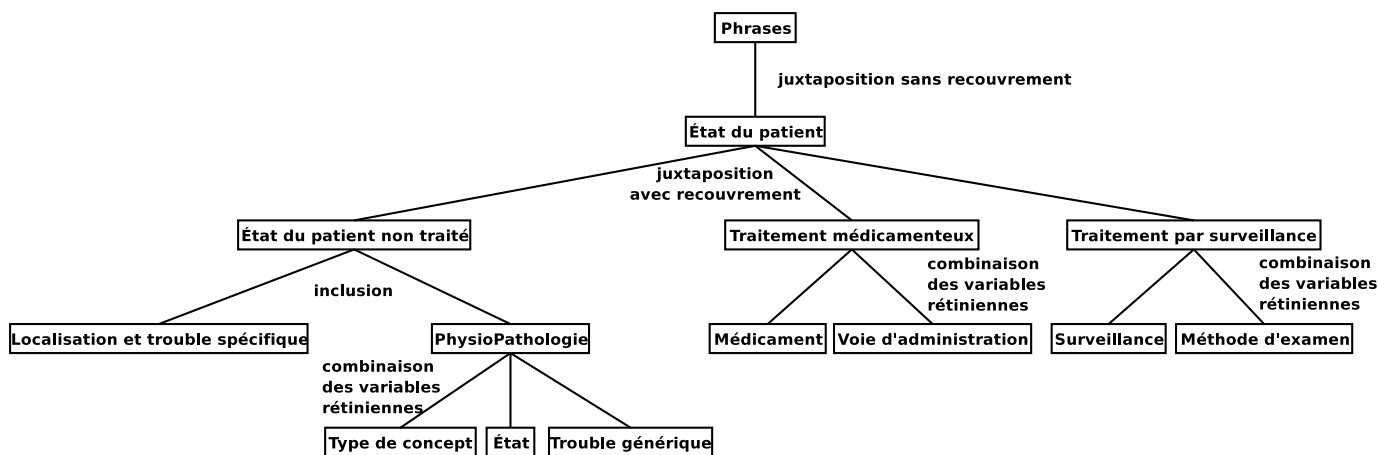 Phrases
juxtaposition sans recouvrement
État du patient
juxtaposition
avec recouvrement
État du patient non traité
Traitement médicamenteux
Traitement par surveillance
inclusion
combinaison
des variables
rétiniennes
combinaison
des variables
rétiniennes
Localisation et trouble spécifique
PhysioPathologie
Médicament
Voie d'administration
Surveillance
Méthode d'examen
combinaison
des variables
rétiniennes
Type de concept
État
Trouble générique